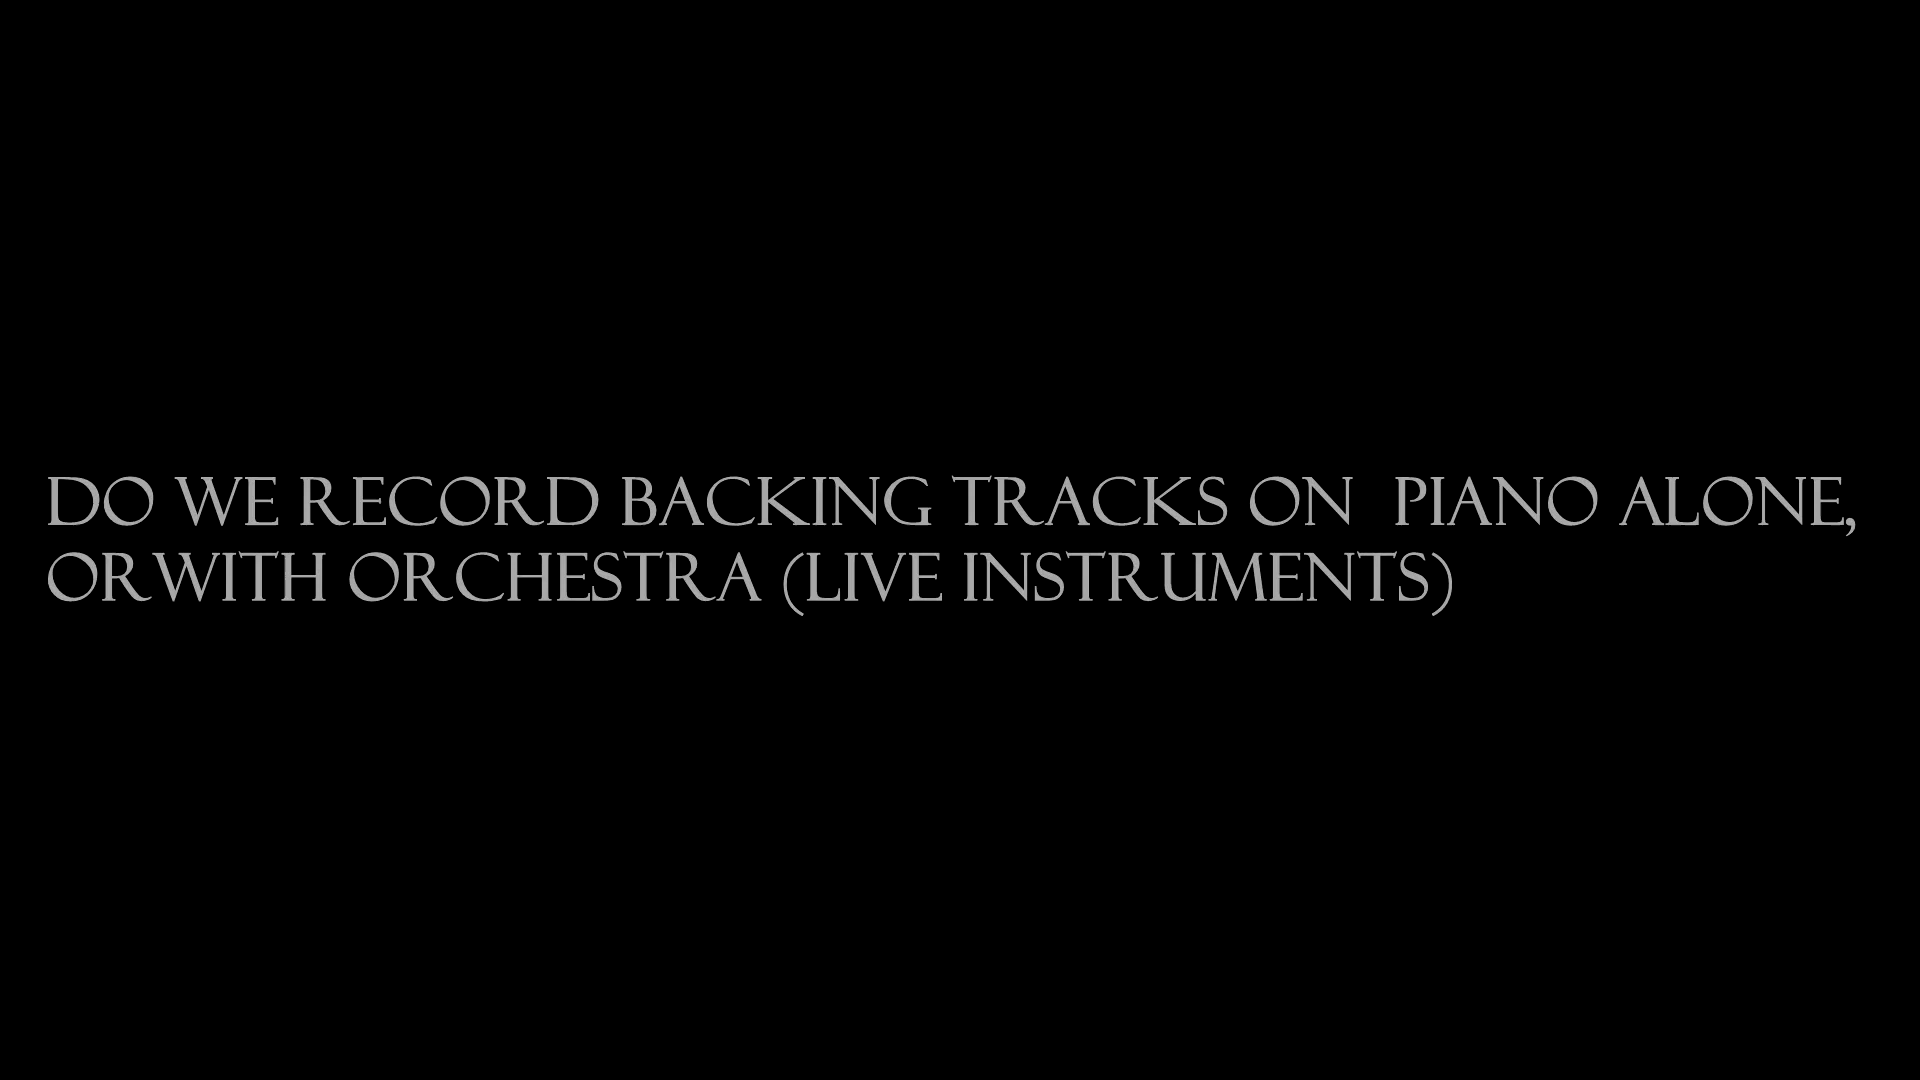 DO WE RECORD BACKING TRACKS ON  PIANO ALONE,
ORWITH ORCHESTRA (LIVE INSTRUMENTS)